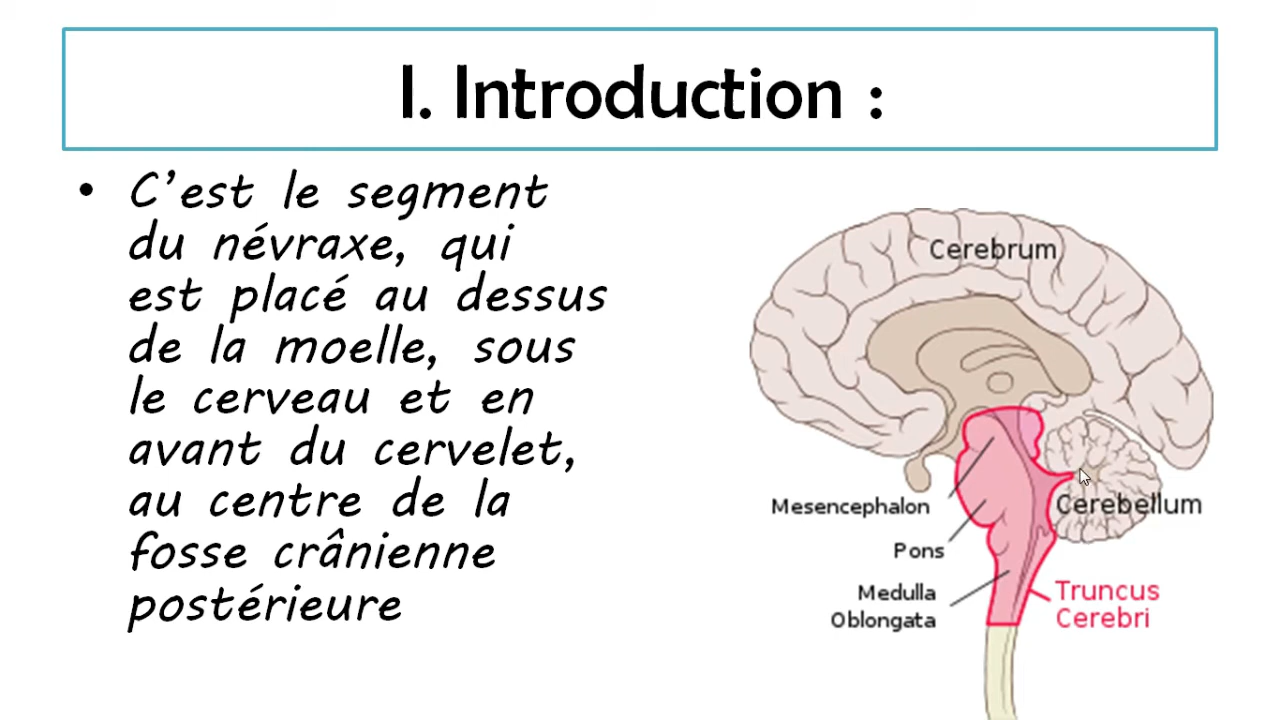 I. Introduction :
• C’est le segment
du névraxe, qui
est placé au dessus
de la moelle, sous
le cerveau et en
avant du cervelet,
au centre de la
fosse crânienne
postérieure
Cerebrum
Mesencephalon
Cerebellum
Pons
Medulla
Oblongata
Truncus
Cerebri